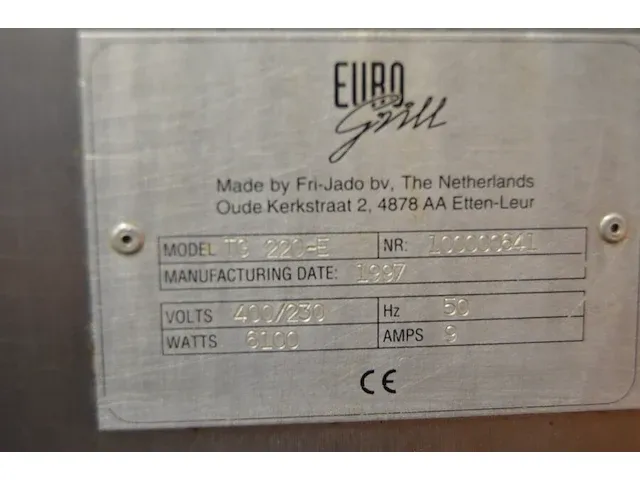 EURO
Grill
Made by Fri-Jado bv, The Netherlands
Oude Kerkstraat 2, 4878 AA Etten-Leur
MODEL TG 220-E NR: 100000641
MANUFACTURING DATE: 1997
VOLTS 400/230 Hz 50
WATTS 6100 AMPS 9
CE